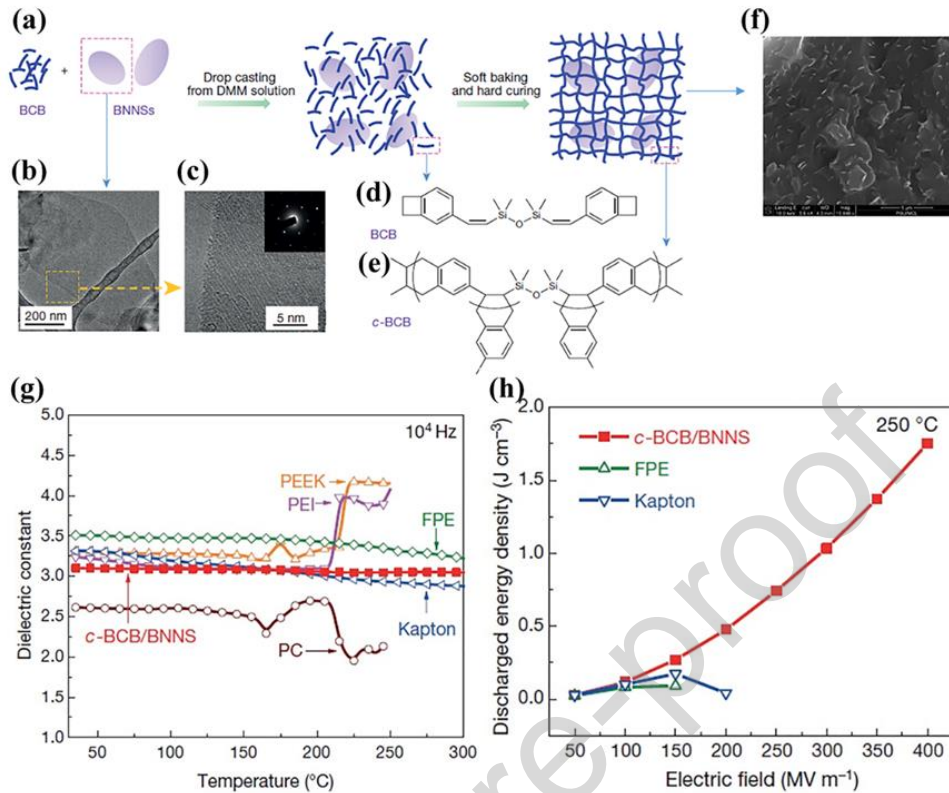 (a)
BCB
+
BNNSs
Drop casting
from DMM solution
Soft baking
and hard curing
(f)
(b)
200 nm
(c)
5 nm
(d)
Si
O
Si
BCB
(e)
Si
O
Si
c-BCB
(g)
5.0
4.5
4.0
3.5
3.0
2.5
2.0
1.5
1.0
Dielectric constant
10⁴ Hz
PEEK
PEI
FPE
c-BCB/BNNS
Kapton
PC
50
100
150
200
250
300
Temperature (°C)
(h)
2.0
1.5
1.0
0.5
0.0
Discharged energy density (J cm⁻³)
250 °C
c-BCB/BNNS
FPE
Kapton
50 100 150 200 250 300 350 400
Electric field (MV m⁻¹)
re-proof